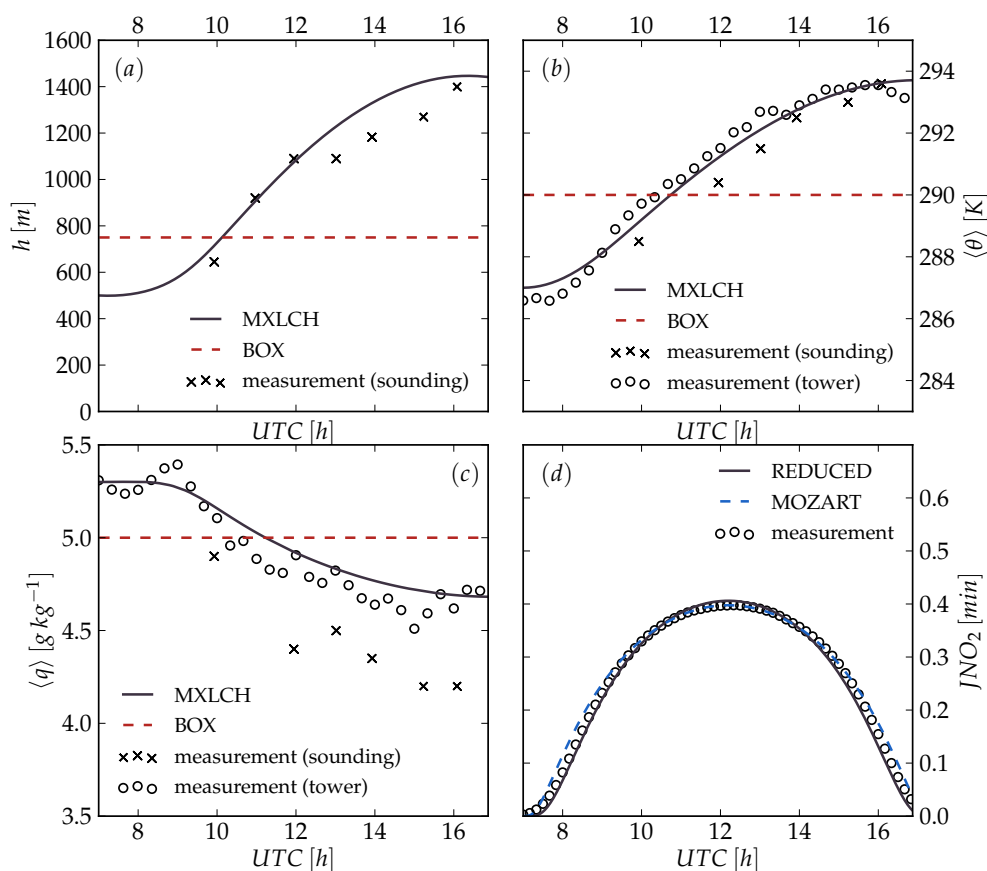 8 10 12 14 16
1600
1400
1200
1000
800
600
400
200
0
h [m]
(a)
MXLCH
BOX
measurement (sounding)
UTC [h]
8 10 12 14 16
(b)
294
292
290
288
286
284
⟨θ⟩ [K]
MXLCH
BOX
measurement (sounding)
measurement (tower)
UTC [h]
5.5
5.0
4.5
4.0
3.5
⟨q⟩ [g kg⁻¹]
(c)
MXLCH
BOX
measurement (sounding)
measurement (tower)
8 10 12 14 16
UTC [h]
(d)
REDUCED
MOZART
measurement
0.6
0.5
0.4
0.3
0.2
0.1
0.0
JNO₂ [min]
8 10 12 14 16
UTC [h]